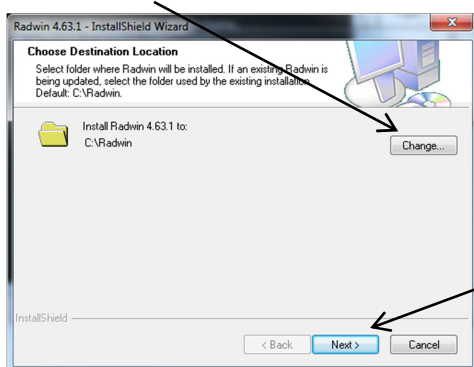 Radwin 4.63.1 - InstallShield Wizard
Choose Destination Location
Select folder where Radwin will be installed. If an existing Radwin is
being updated, select the folder used by the existing installation.
Default: C:\Radwin.
Install Radwin 4.63.1 to:
C:\Radwin
Change...
InstallShield
< Back
Next >
Cancel